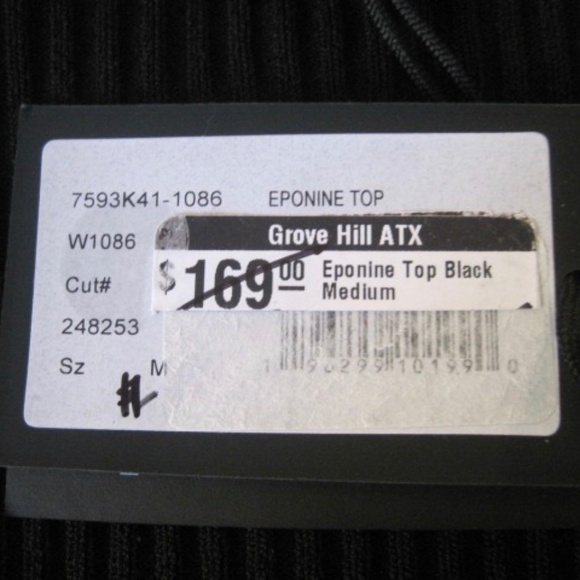 7593K41-1086 EPONINE TOP
W1086
Grove Hill ATX
$169.00 Eponine Top Black
Medium
Cut#
248253
Sz M